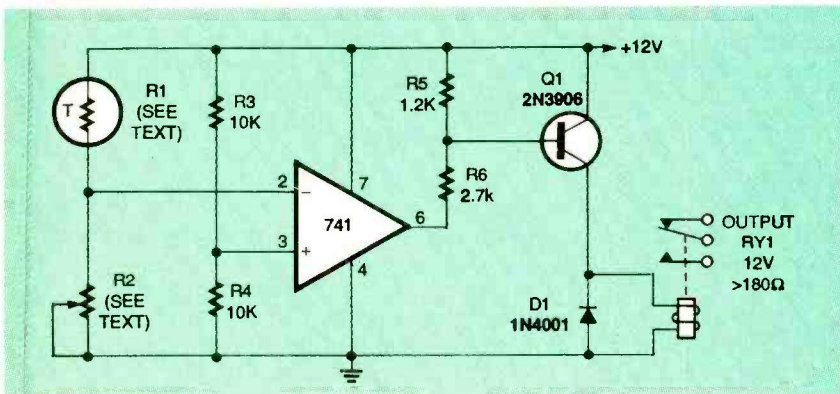 +12V
T
R1
(SEE
TEXT)
R3
10K
R5
1.2K
Q1
2N3906
2
−
7
741
6
3
+
4
R6
2.7k
R2
(SEE
TEXT)
R4
10K
D1
1N4001
OUTPUT
RY1
12V
>180Ω